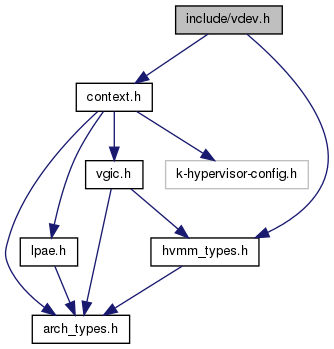 include/vdev.h
context.h
vgic.h
k-hypervisor-config.h
lpae.h
hvmm_types.h
arch_types.h